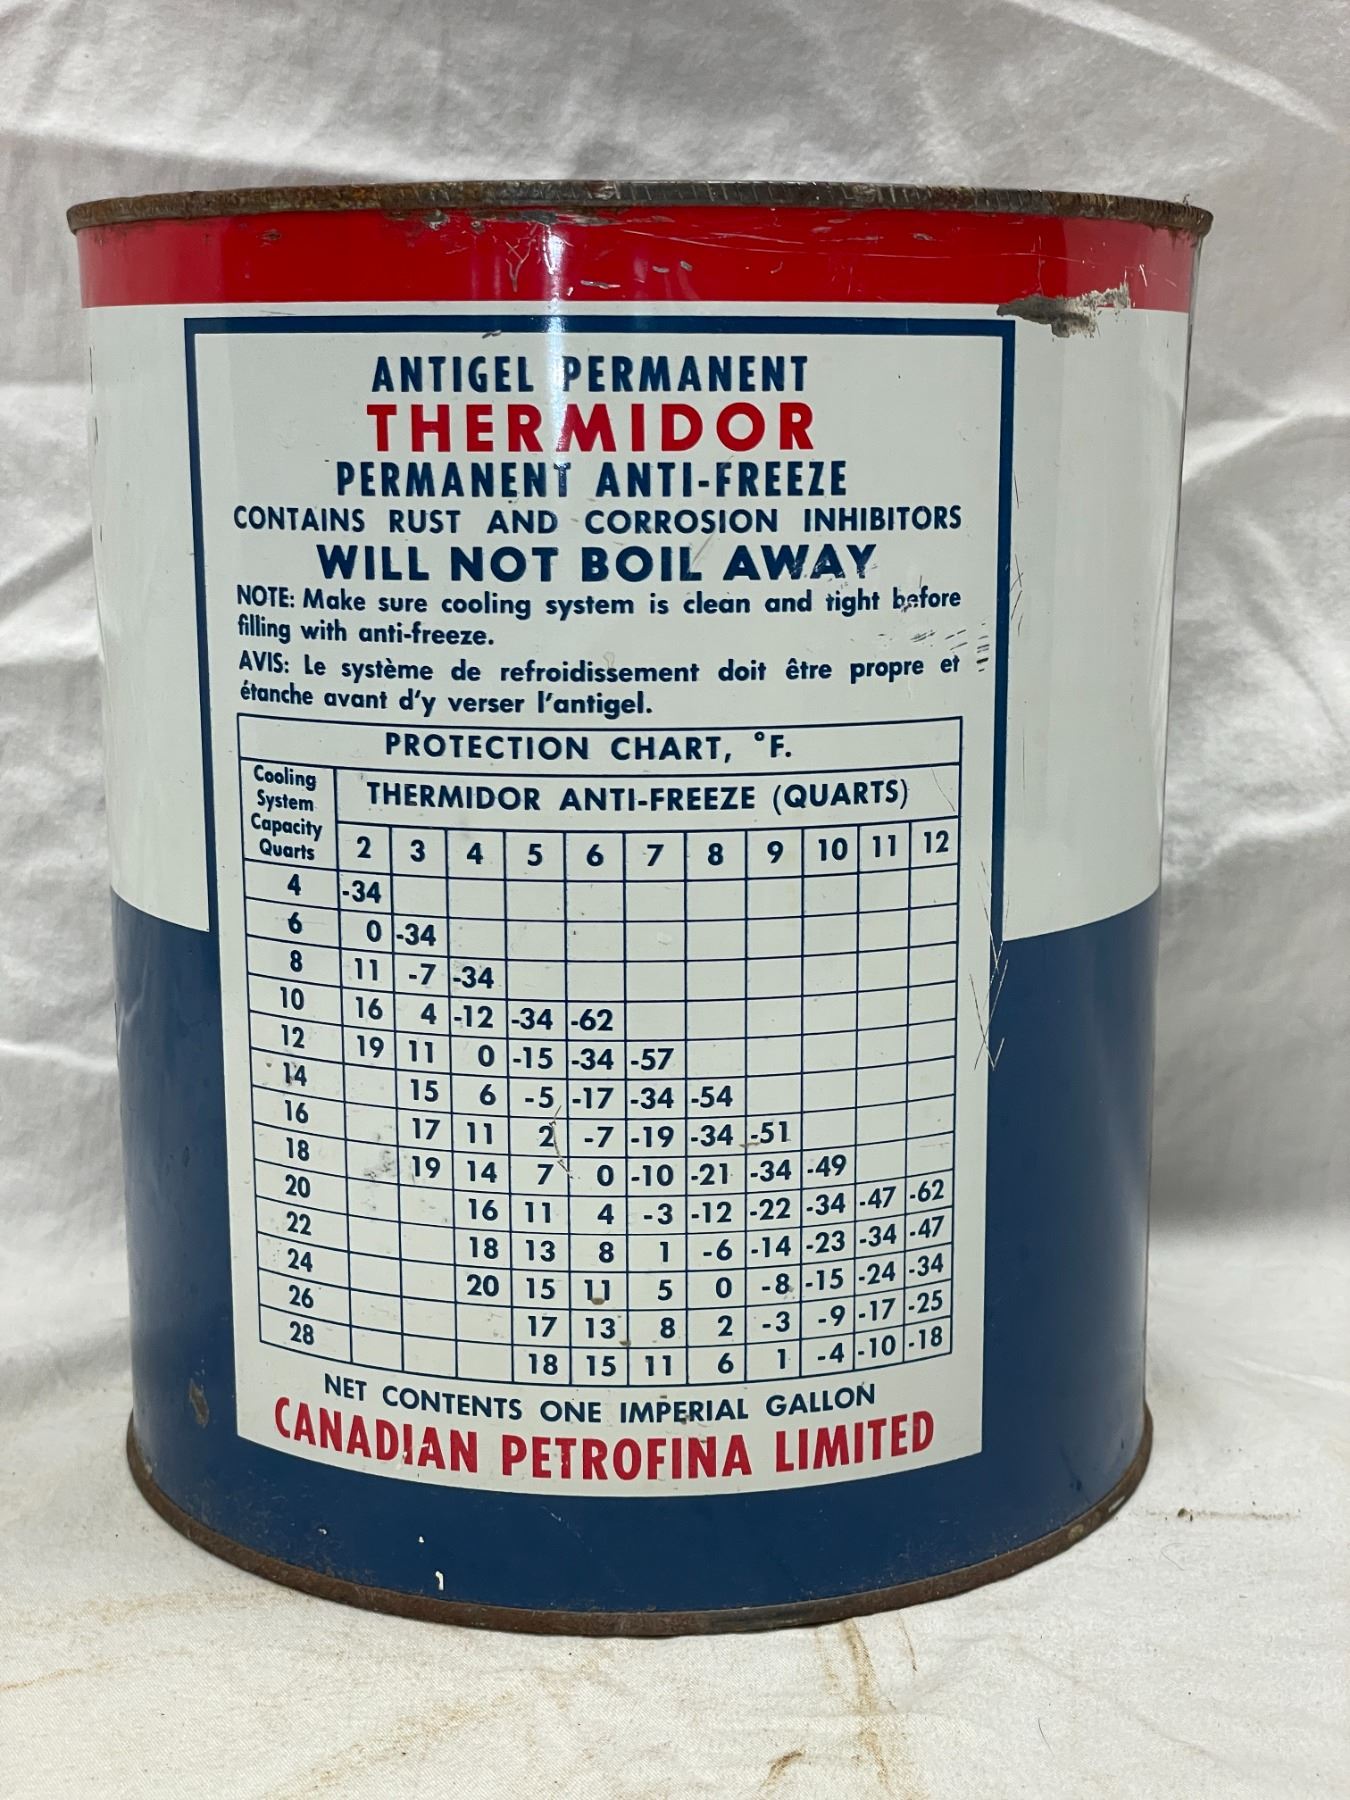 ANTIGEL PERMANENT
THERMIDOR
PERMANENT ANTI-FREEZE
CONTAINS RUST AND CORROSION INHIBITORS
WILL NOT BOIL AWAY
NOTE: Make sure cooling system is clean and tight before
filling with anti-freeze.
AVIS: Le système de refroidissement doit être propre et
étanche avant d'y verser l'antigel.
PROTECTION CHART, °F.
Cooling
System
Capacity
Quarts
THERMIDOR ANTI-FREEZE (QUARTS)
2 3 4 5 6 7 8 9 10 11 12
4 -34
6 0 -34
8 11 -7 -34
10 16 4 -12 -34 -62
12 19 11 0 -15 -34 -57
14 15 6 -5 -17 -34 -54
16 17 11 2 -7 -19 -34 -51
18 19 14 7 0 -10 -21 -34 -49
20 16 11 4 -3 -12 -22 -34 -47 -62
22 18 13 8 1 -6 -14 -23 -34 -47
24 20 15 11 5 0 -8 -15 -24 -34
26 17 13 8 2 -3 -9 -17 -25
28 18 15 11 6 1 -4 -10 -18
NET CONTENTS ONE IMPERIAL GALLON
CANADIAN PETROFINA LIMITED